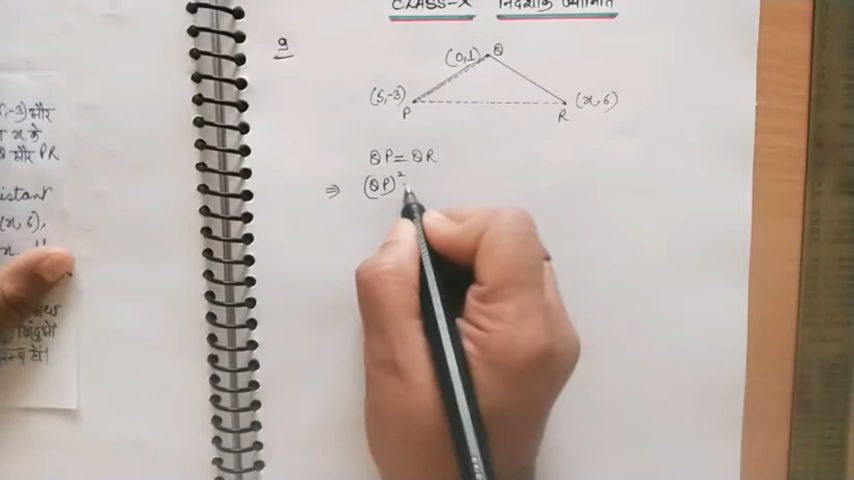 CLASS-X निर्देशांक ज्यामिति
9
(0,1) Q
(5,-3)
P
R
(x,6)
QP = QR
⇒ (QP)²
,-3) और
x के
और PR
istant
(x, 6),